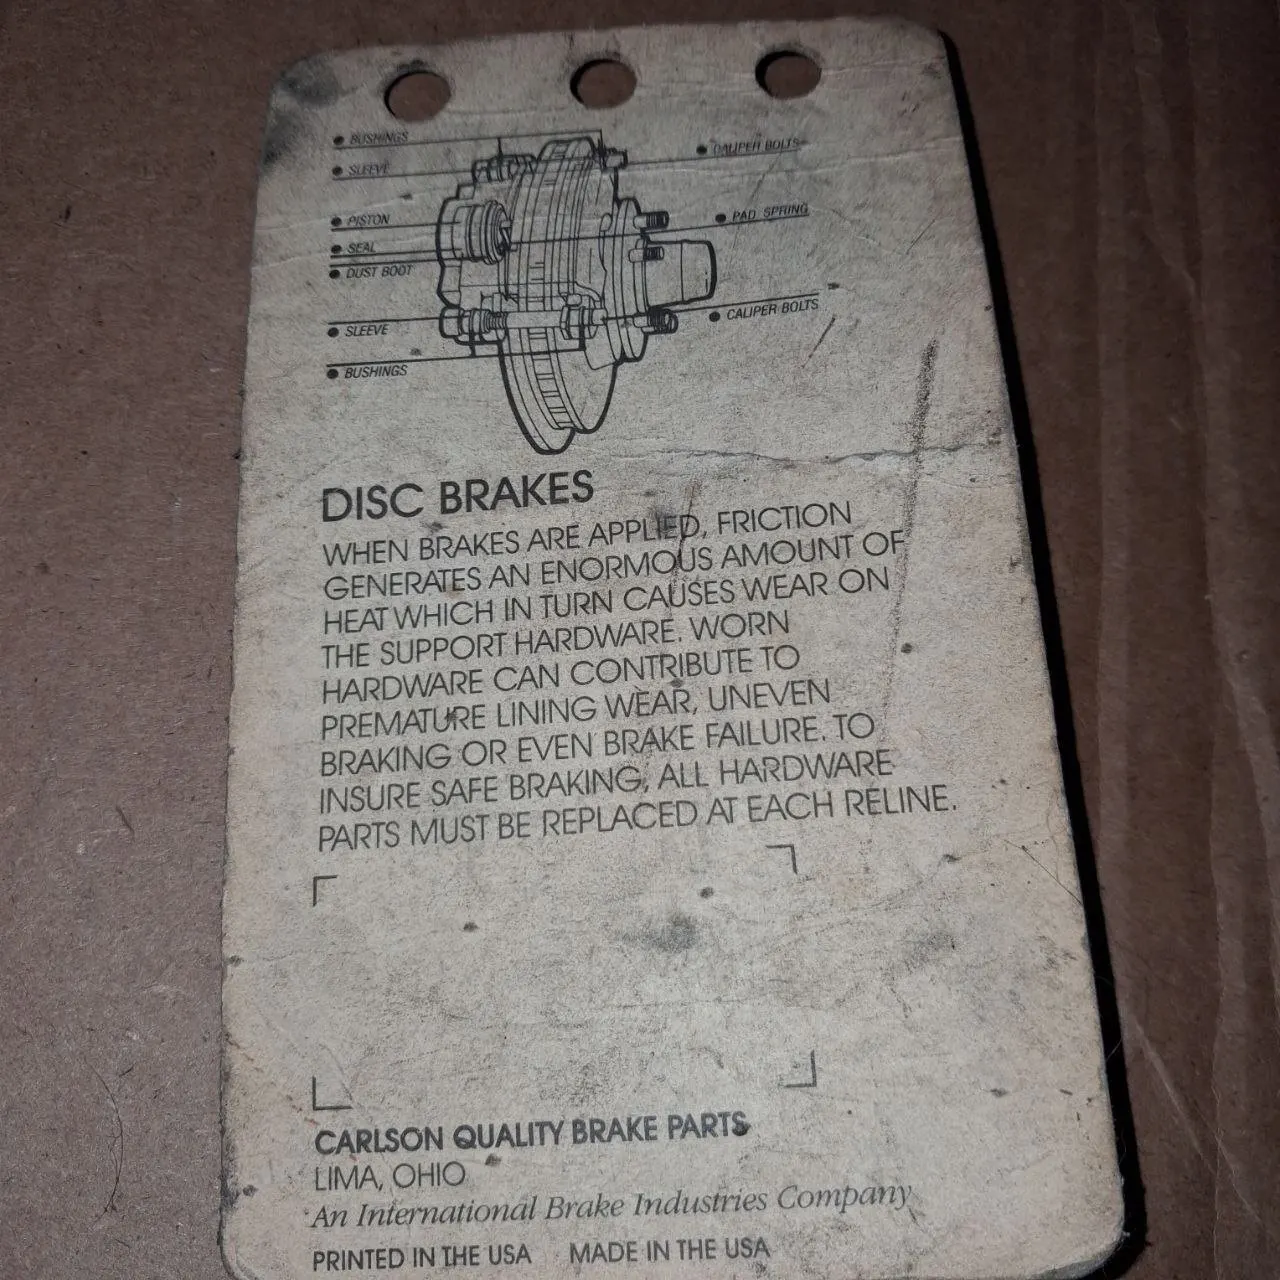 BUSHINGS
SLEEVE
PISTON
SEAL
DUST BOOT
SLEEVE
BUSHINGS
CALIPER BOLTS
PAD SPRING
CALIPER BOLTS
DISC BRAKES
WHEN BRAKES ARE APPLIED, FRICTION
GENERATES AN ENORMOUS AMOUNT OF
HEAT WHICH IN TURN CAUSES WEAR ON
THE SUPPORT HARDWARE. WORN
HARDWARE CAN CONTRIBUTE TO
PREMATURE LINING WEAR, UNEVEN
BRAKING OR EVEN BRAKE FAILURE. TO
INSURE SAFE BRAKING, ALL HARDWARE
PARTS MUST BE REPLACED AT EACH RELINE.
CARLSON QUALITY BRAKE PARTS
LIMA, OHIO
An International Brake Industries Company
PRINTED IN THE USA MADE IN THE USA